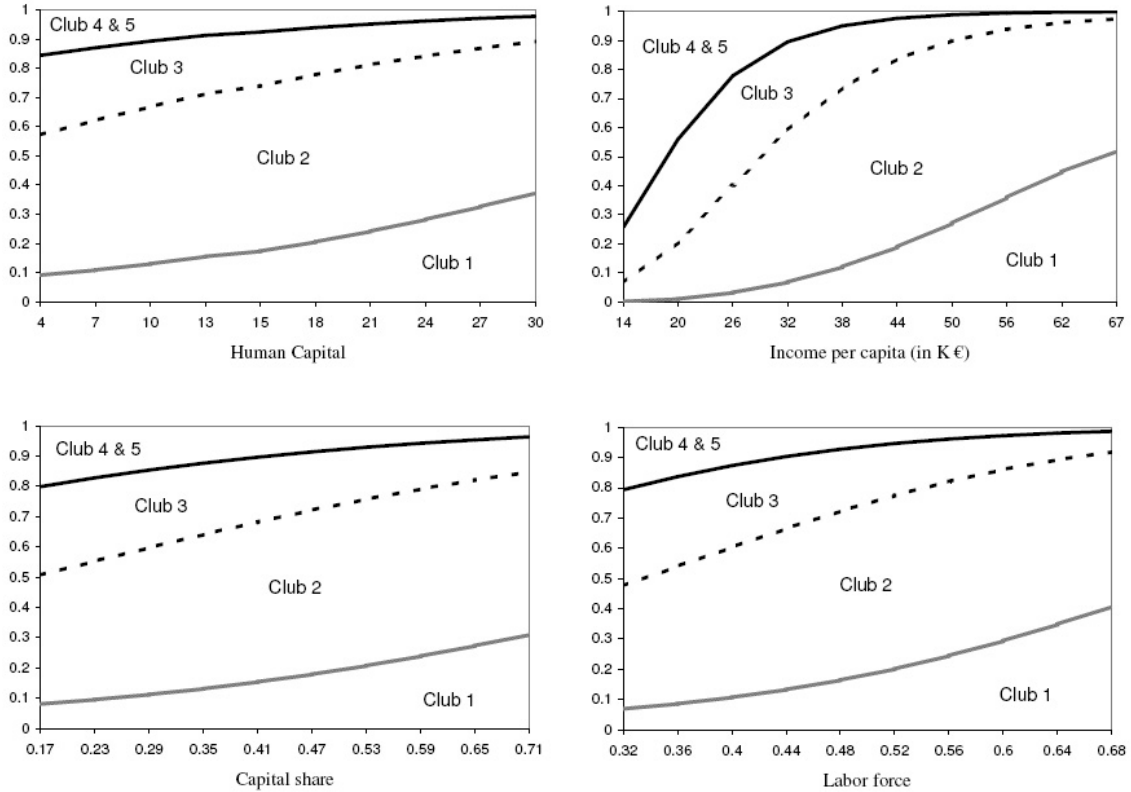 1
0.9
0.8
0.7
0.6
0.5
0.4
0.3
0.2
0.1
0
Club 4 & 5
Club 3
Club 2
Club 1
4 7 10 13 15 18 21 24 27 30
Human Capital
1
0.9
0.8
0.7
0.6
0.5
0.4
0.3
0.2
0.1
0
Club 4 & 5
Club 3
Club 2
Club 1
14 20 26 32 38 44 50 56 62 67
Income per capita (in K €)
1
0.9
0.8
0.7
0.6
0.5
0.4
0.3
0.2
0.1
0
Club 4 & 5
Club 3
Club 2
Club 1
0.17 0.23 0.29 0.35 0.41 0.47 0.53 0.59 0.65 0.71
Capital share
1
0.9
0.8
0.7
0.6
0.5
0.4
0.3
0.2
0.1
0
Club 4 & 5
Club 3
Club 2
Club 1
0.32 0.36 0.4 0.44 0.48 0.52 0.56 0.6 0.64 0.68
Labor force